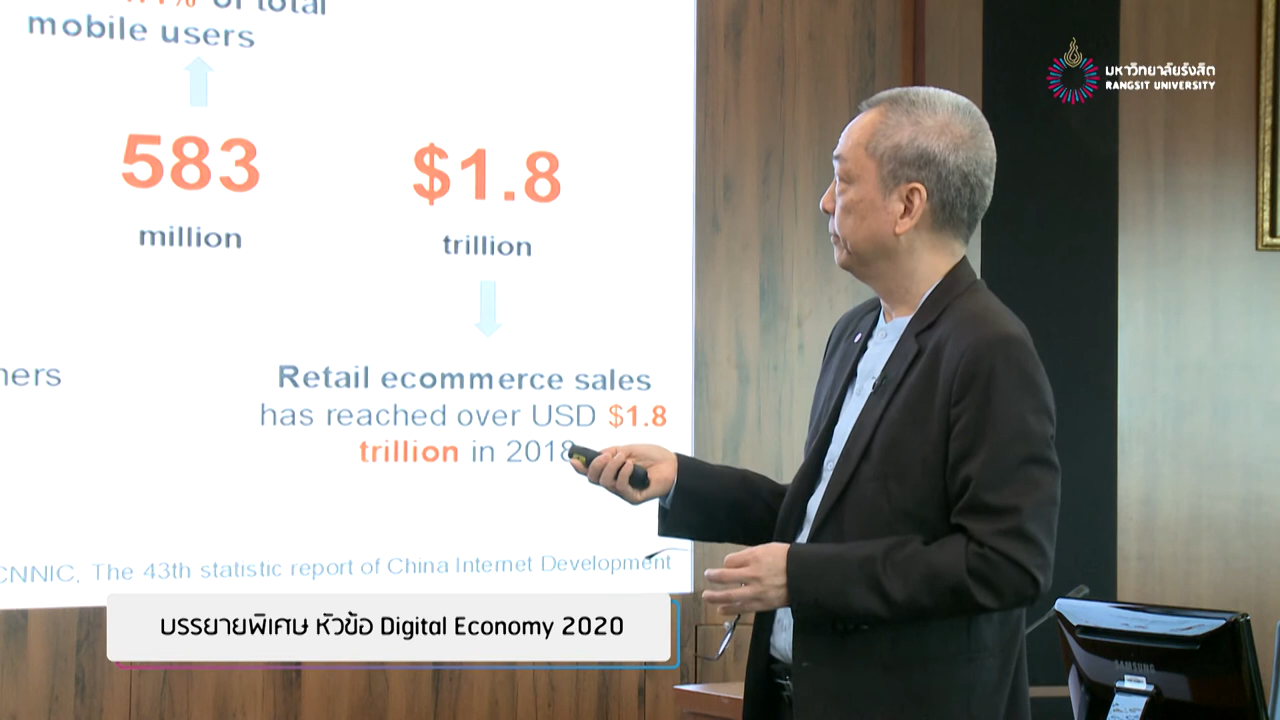 of total
mobile users
583
million
$1.8
trillion
Retail ecommerce sales
has reached over USD $1.8
trillion in 2018
CNNIC, The 43th statistic report of China Internet Development
มหาวิทยาลัยรังสิต
RANGSIT UNIVERSITY
บรรยายพิเศษ หัวข้อ Digital Economy 2020
SAMSUNG